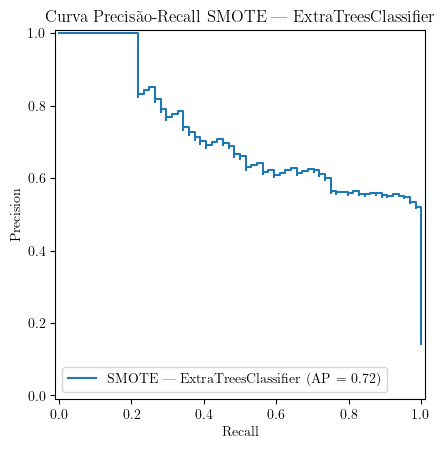 Curva Precisão-Recall SMOTE — ExtraTreesClassifier
1.0
0.8
0.6
0.4
0.2
0.0
Precision
SMOTE — ExtraTreesClassifier (AP = 0.72)
0.0 0.2 0.4 0.6 0.8 1.0
Recall